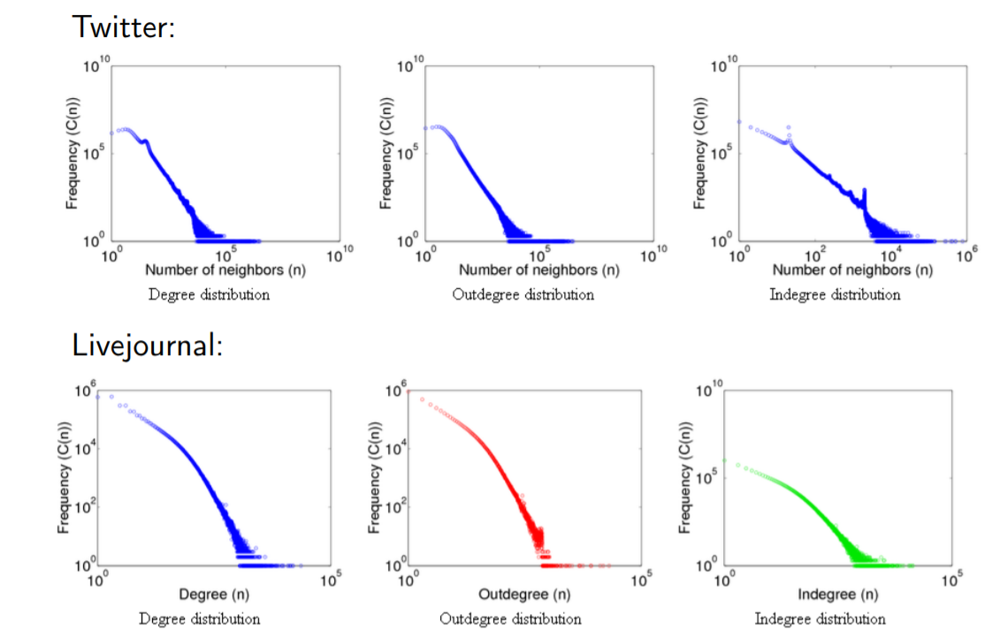 Twitter:
10^10
10^5
10^0
Frequency (C(n))
10^0
10^5
10^10
Number of neighbors (n)
Degree distribution
10^10
10^5
10^0
Frequency (C(n))
10^0
10^5
10^10
Number of neighbors (n)
Outdegree distribution
10^10
10^5
10^0
Frequency (C(n))
10^0
10^2
10^4
10^6
Number of neighbors (n)
Indegree distribution
Livejournal:
10^6
10^4
10^2
10^0
Frequency (C(n))
10^0
10^5
Degree (n)
Degree distribution
10^6
10^4
10^2
10^0
Frequency (C(n))
10^0
10^5
Outdegree (n)
Outdegree distribution
10^10
10^5
10^0
Frequency (C(n))
10^0
10^5
Indegree (n)
Indegree distribution